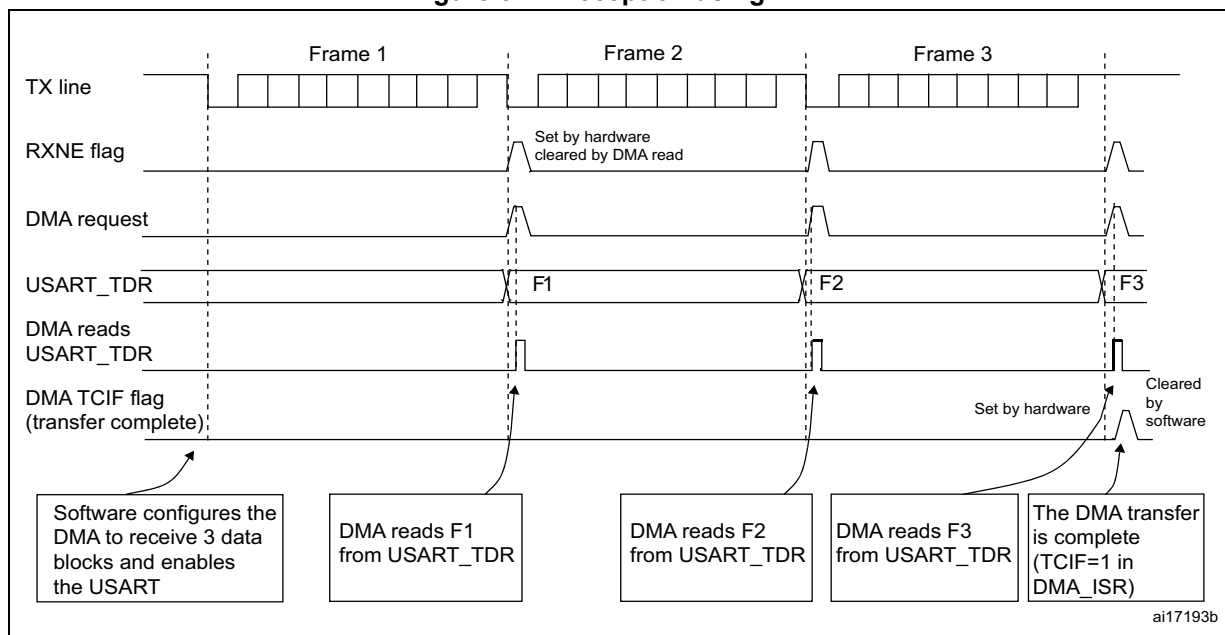 Frame 1
Frame 2
Frame 3
TX line
RXNE flag
Set by hardware
cleared by DMA read
DMA request
USART_TDR
F1
F2
F3
DMA reads
USART_TDR
DMA TCIF flag
(transfer complete)
Set by hardware
Cleared
by
software
Software configures the
DMA to receive 3 data
blocks and enables
the USART
DMA reads F1
from USART_TDR
DMA reads F2
from USART_TDR
DMA reads F3
from USART_TDR
The DMA transfer
is complete
(TCIF=1 in
DMA_ISR)
ai17193b